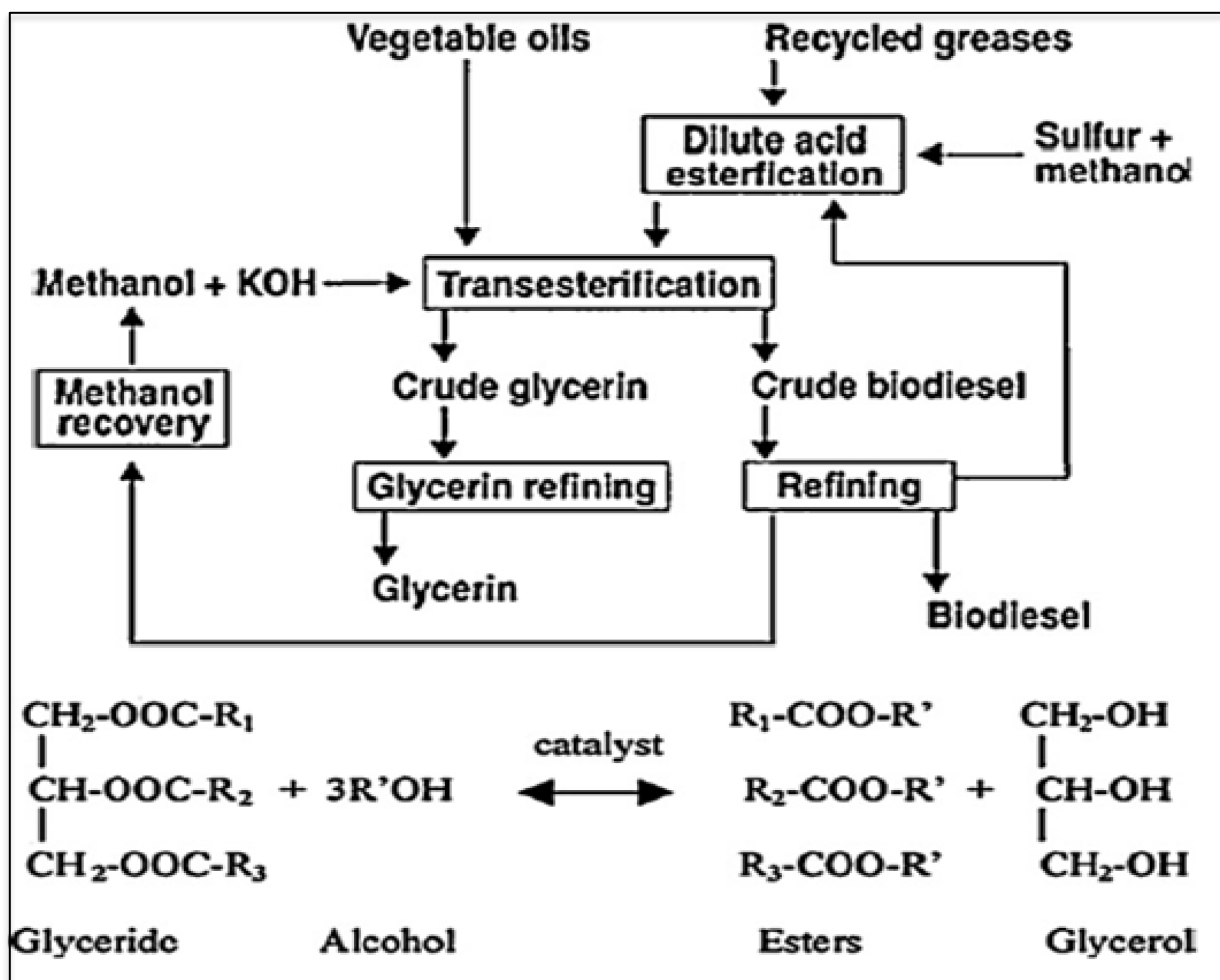 Vegetable oils
Recycled greases
Dilute acid
esterfication
Sulfur +
methanol
Methanol + KOH
Transesterification
Methanol
recovery
Crude glycerin
Crude biodiesel
Glycerin refining
Refining
Glycerin
Biodiesel
CH₂-OOC-R₁ R₁-COO-R' CH₂-OH
catalyst
CH-OOC-R₂ + 3R'OH R₂-COO-R' + CH-OH
CH₂-OOC-R₃ R₃-COO-R' CH₂-OH
Glyceride Alcohol Esters Glycerol